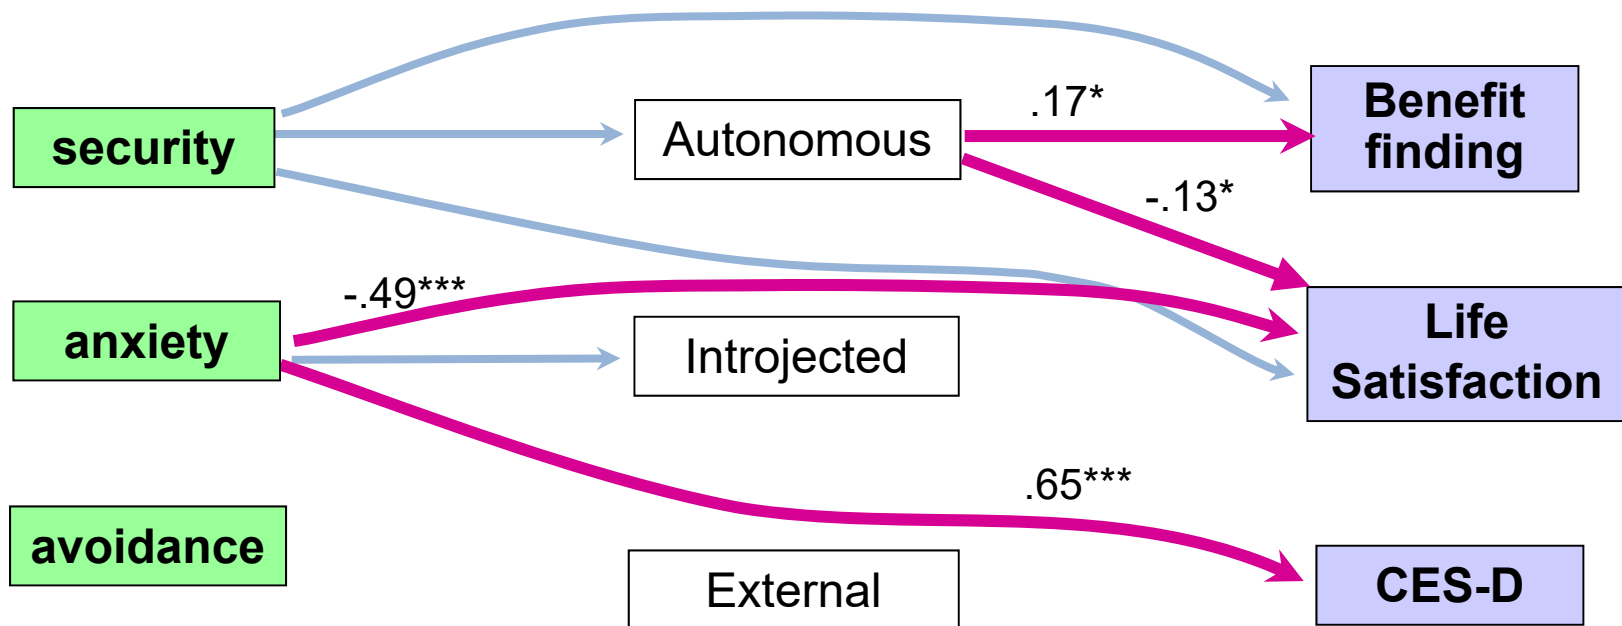 .17*
Benefit
finding
security
Autonomous
-.13*
-.49***
anxiety
Introjected
Life
Satisfaction
.65***
avoidance
External
CES-D